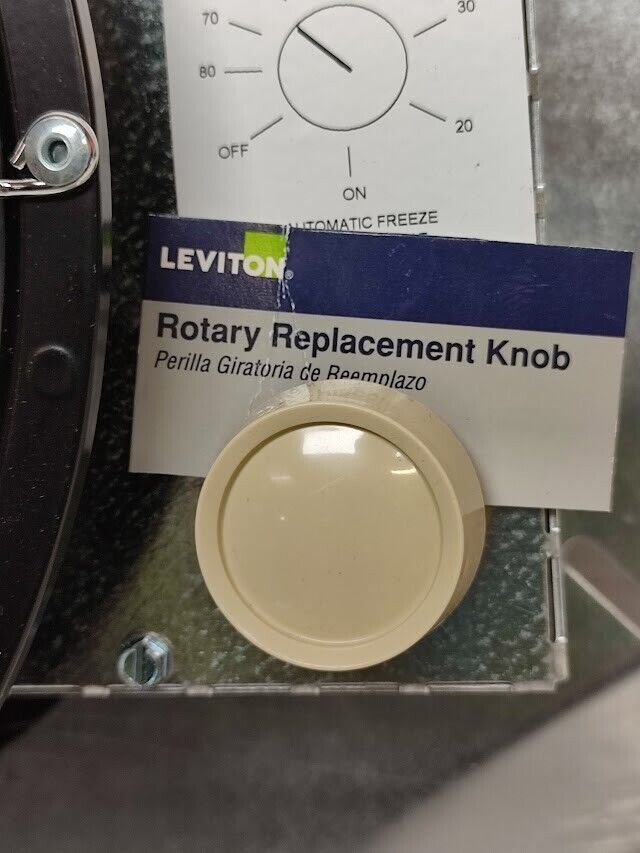 70
30
80
20
OFF
ON
AUTOMATIC FREEZE
LEVITON®
Rotary Replacement Knob
Perilla Giratoria de Reemplazo